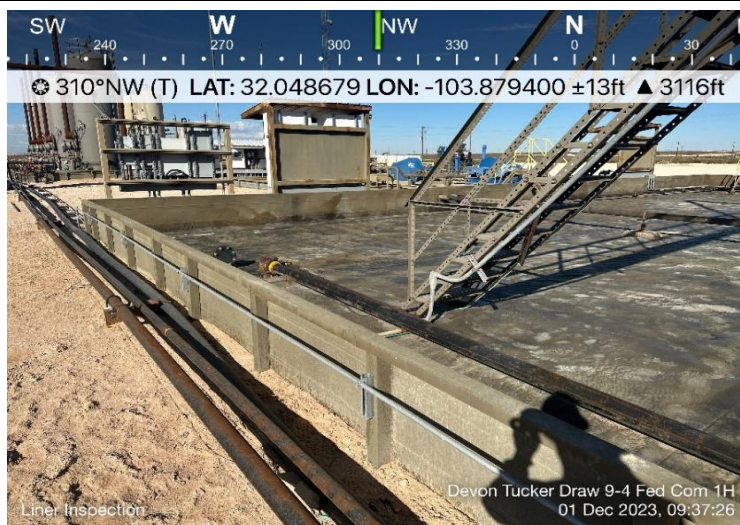 SW W NW N
240 270 300 330 0 30
310°NW (T) LAT: 32.048679 LON: -103.879400 ±13ft ▲ 3116ft
Devon Tucker Draw 9-4 Fed Com 1H
Liner Inspection 01 Dec 2023, 09:37:26